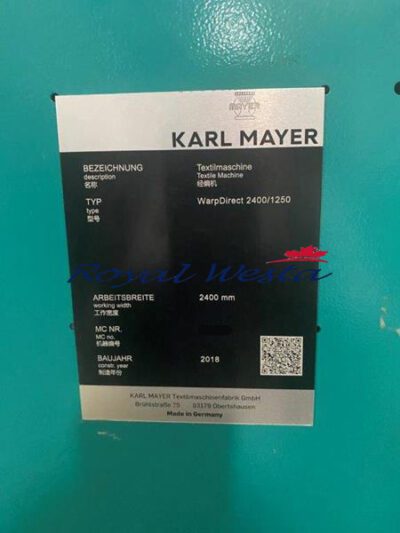 MAYER
KARL MAYER
BEZEICHNUNG Textilmaschine
description Textile Machine
名称 经编机
TYP WarpDirect 2400/1250
type
型号
Royal Westa
ARBEITSBREITE 2400 mm
working width
工作宽度
MC NR.
MC no.
机器编号
BAUJAHR 2018
constr. year
制造年份
KARL MAYER Textilmaschinenfabrik GmbH
Brühlstraße 25 63179 Obertshausen
Made in Germany